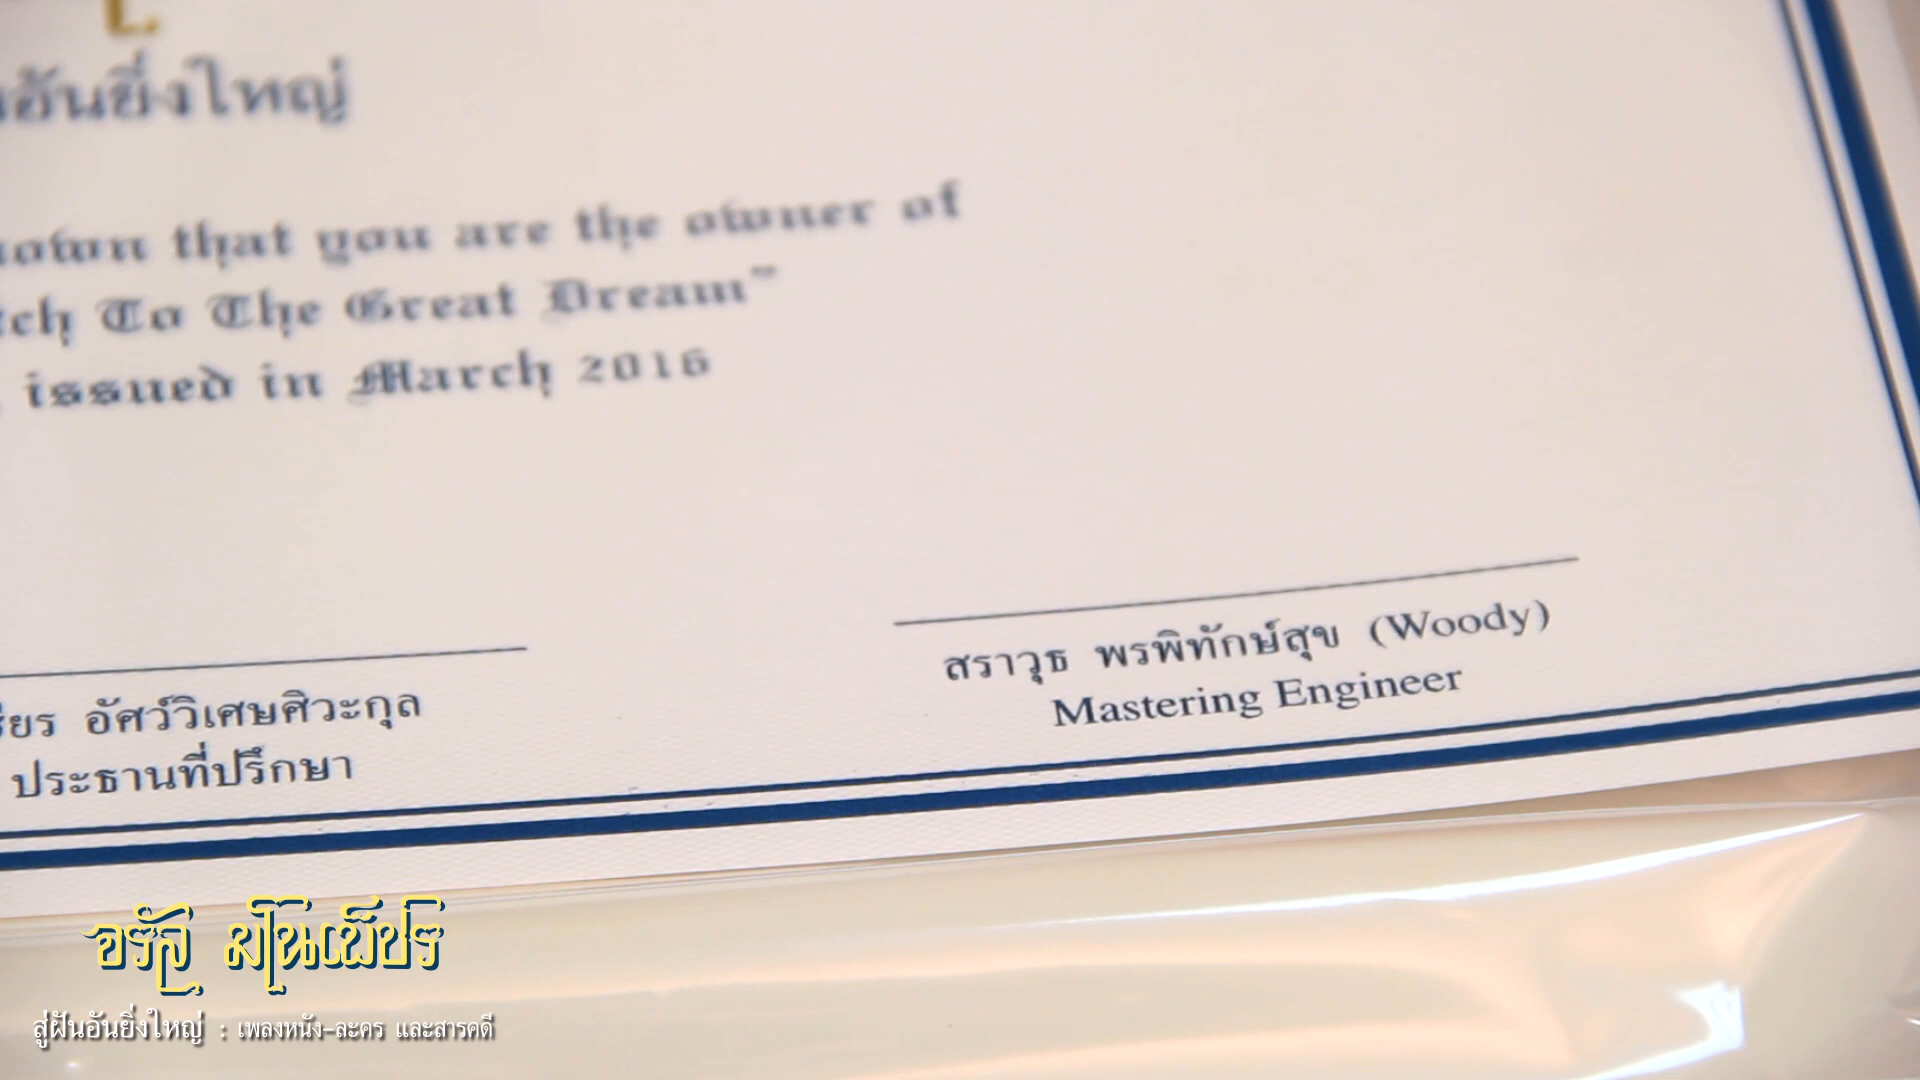 อันยิ่งใหญ่
that you are the owner of
To The Great Dream"
issued in March 2016
อัศว์วิเศษศิวะกุล
ประธานที่ปรึกษา
สราวุธ พรพิทักษ์สุข (Woody)
Mastering Engineer
จรัล มโนเพ็ชร
สู่ฝันอันยิ่งใหญ่ : เพลงหนัง-ละคร และสารคดี